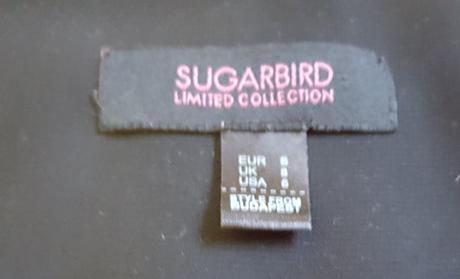 SUGARBIRD
LIMITED COLLECTION
EUR S
UK
USA
STYLE FROM
BUDAPEST